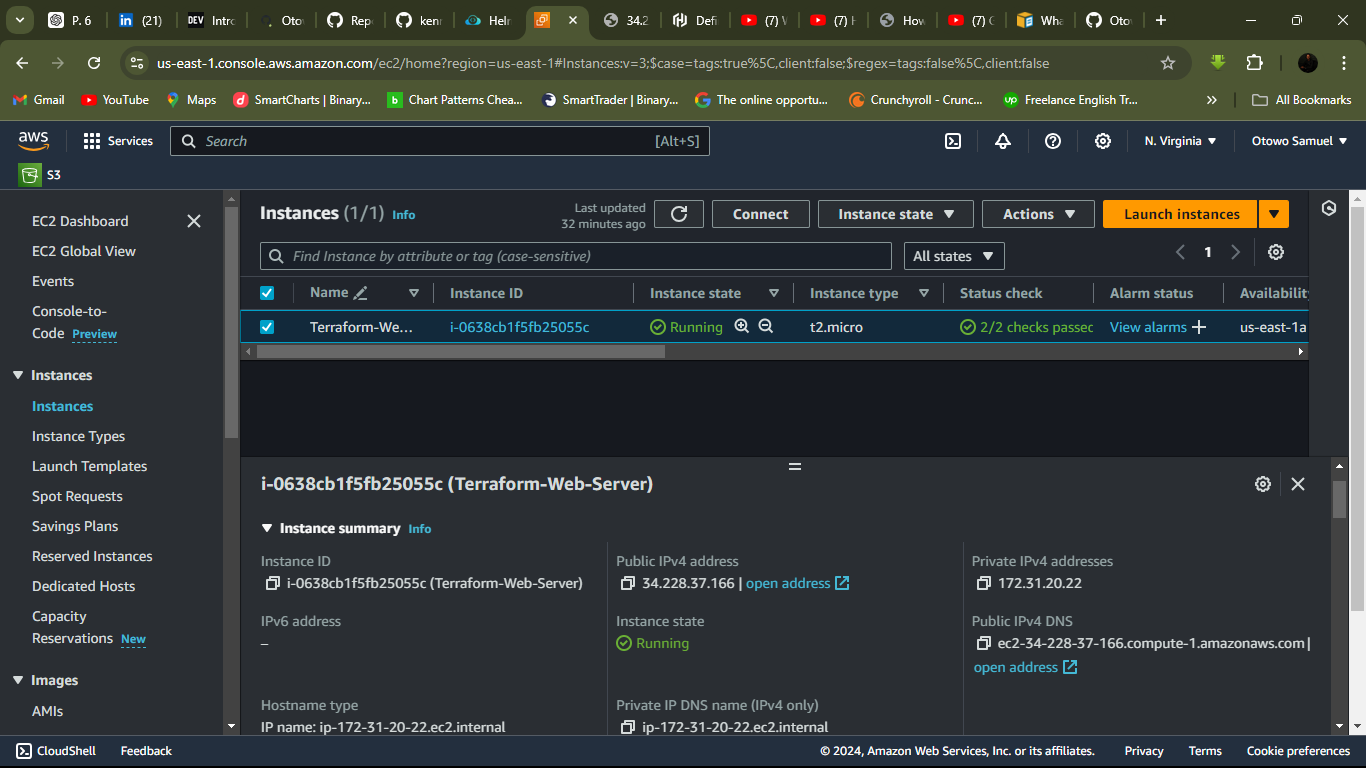 P. 6
(21)
Intro
Oto
Rep
kenr
Helr
34.2
Defi
(7) V
(7) H
How
(7) C
Wha
Oto
us-east-1.console.aws.amazon.com/ec2/home?region=us-east-1#Instances:v=3;$case=tags:true%5C,client:false;$regex=tags:false%5C,client:false
Gmail YouTube Maps SmartCharts | Binary... Chart Patterns Chea... SmartTrader | Binary... The online opportu... Crunchyroll - Crunc... Freelance English Tr... » All Bookmarks
aws Services Search [Alt+S] N. Virginia Otowo Samuel
S3
EC2 Dashboard
EC2 Global View
Events
Console-to-
Code Preview
Instances
Instances
Instance Types
Launch Templates
Spot Requests
Savings Plans
Reserved Instances
Dedicated Hosts
Capacity
Reservations New
Images
AMIs
Instances (1/1) Info
Last updated
32 minutes ago
Connect Instance state Actions Launch instances
Find Instance by attribute or tag (case-sensitive) All states 1
Name Instance ID Instance state Instance type Status check Alarm status Availability
Terraform-We... i-0638cb1f5fb25055c Running t2.micro 2/2 checks passec View alarms us-east-1a
i-0638cb1f5fb25055c (Terraform-Web-Server)
Instance summary Info
Instance ID
i-0638cb1f5fb25055c (Terraform-Web-Server)
Public IPv4 address
34.228.37.166 | open address
Private IPv4 addresses
172.31.20.22
IPv6 address
–
Instance state
Running
Public IPv4 DNS
ec2-34-228-37-166.compute-1.amazonaws.com |
open address
Hostname type
IP name: ip-172-31-20-22.ec2.internal
Private IP DNS name (IPv4 only)
ip-172-31-20-22.ec2.internal
CloudShell Feedback © 2024, Amazon Web Services, Inc. or its affiliates. Privacy Terms Cookie preferences